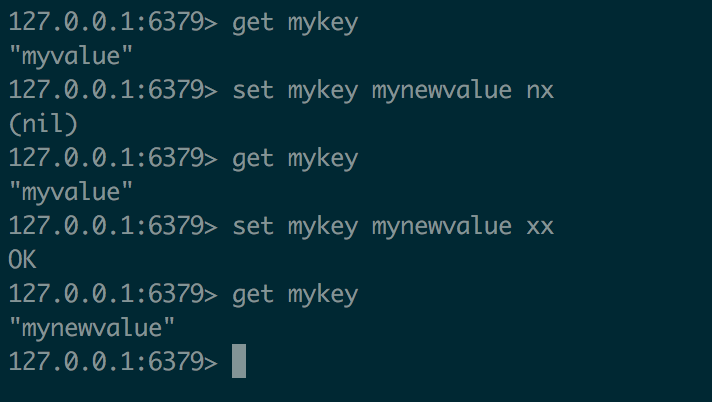 127.0.0.1:6379> get mykey
"myvalue"
127.0.0.1:6379> set mykey mynewvalue nx
(nil)
127.0.0.1:6379> get mykey
"myvalue"
127.0.0.1:6379> set mykey mynewvalue xx
OK
127.0.0.1:6379> get mykey
"mynewvalue"
127.0.0.1:6379>